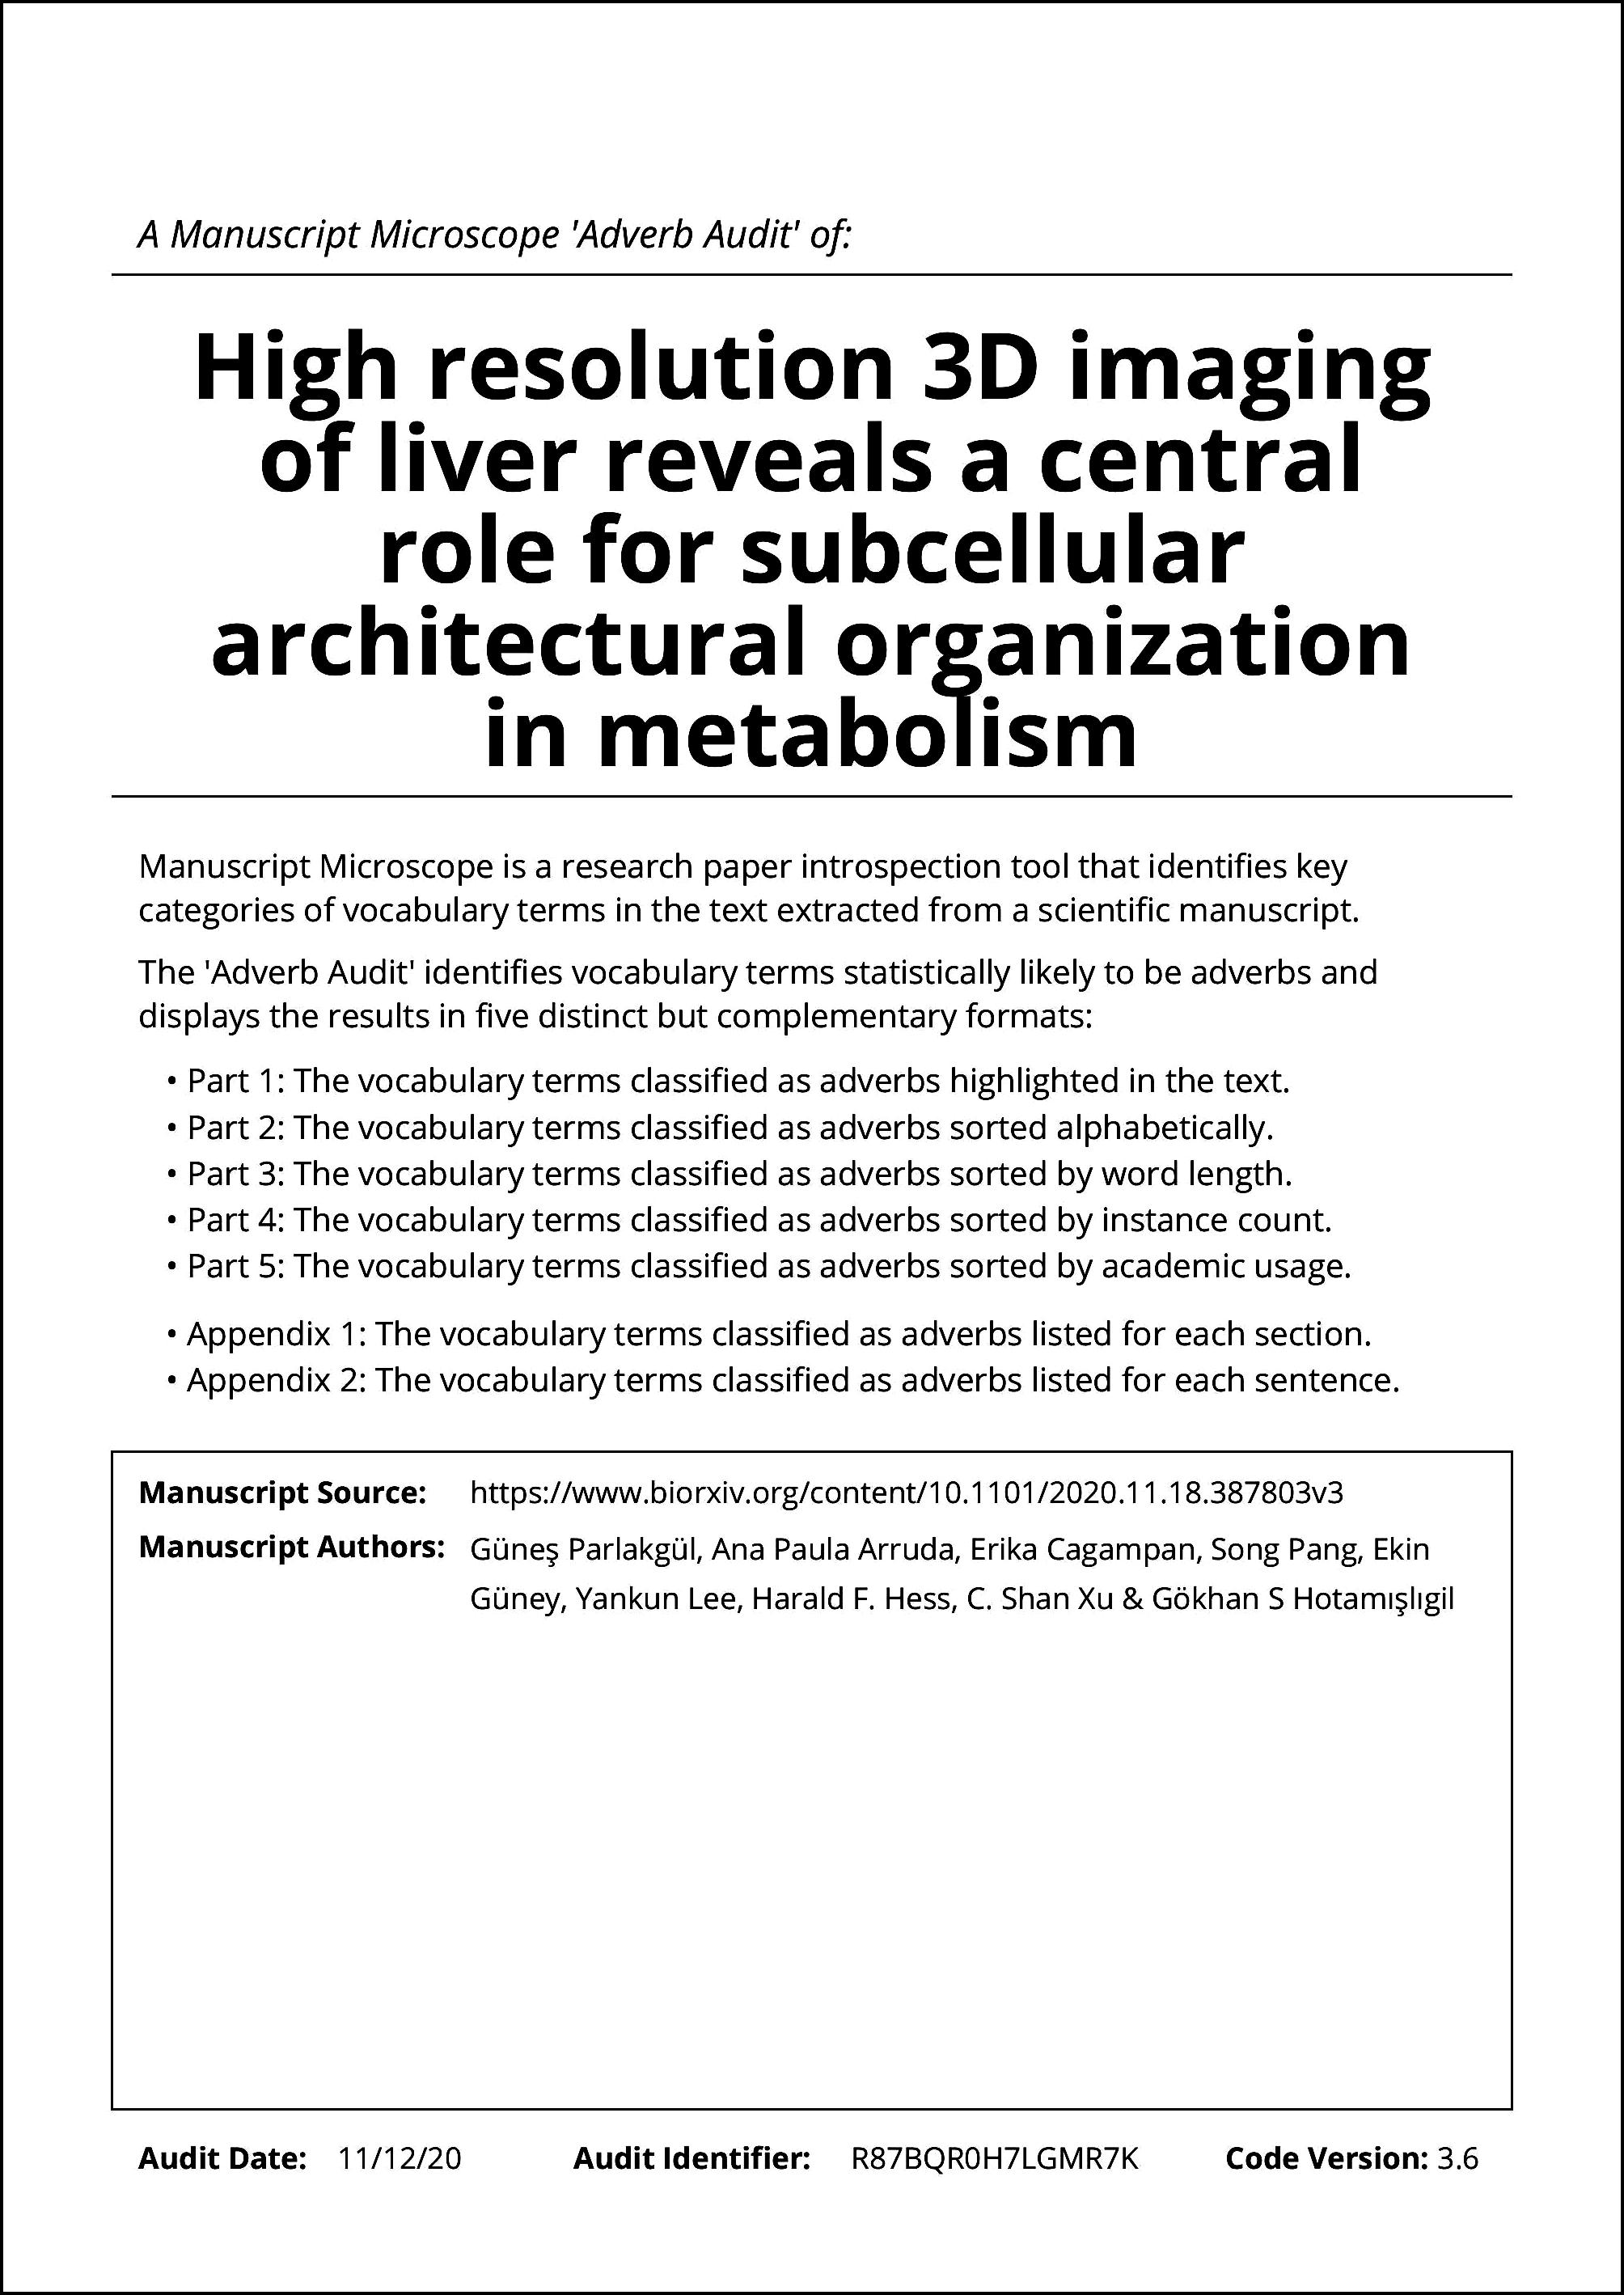 A Manuscript Microscope 'Adverb Audit' of:
High resolution 3D imaging
of liver reveals a central
role for subcellular
architectural organization
in metabolism
Manuscript Microscope is a research paper introspection tool that identifies key
categories of vocabulary terms in the text extracted from a scientific manuscript.
The 'Adverb Audit' identifies vocabulary terms statistically likely to be adverbs and
displays the results in five distinct but complementary formats:
• Part 1: The vocabulary terms classified as adverbs highlighted in the text.
• Part 2: The vocabulary terms classified as adverbs sorted alphabetically.
• Part 3: The vocabulary terms classified as adverbs sorted by word length.
• Part 4: The vocabulary terms classified as adverbs sorted by instance count.
• Part 5: The vocabulary terms classified as adverbs sorted by academic usage.
• Appendix 1: The vocabulary terms classified as adverbs listed for each section.
• Appendix 2: The vocabulary terms classified as adverbs listed for each sentence.
Manuscript Source: https://www.biorxiv.org/content/10.1101/2020.11.18.387803v3
Manuscript Authors: Güneş Parlakgül, Ana Paula Arruda, Erika Cagampan, Song Pang, Ekin
Güney, Yankun Lee, Harald F. Hess, C. Shan Xu & Gökhan S Hotamışlıgil
Audit Date: 11/12/20 Audit Identifier: R87BQR0H7LGMR7K Code Version: 3.6